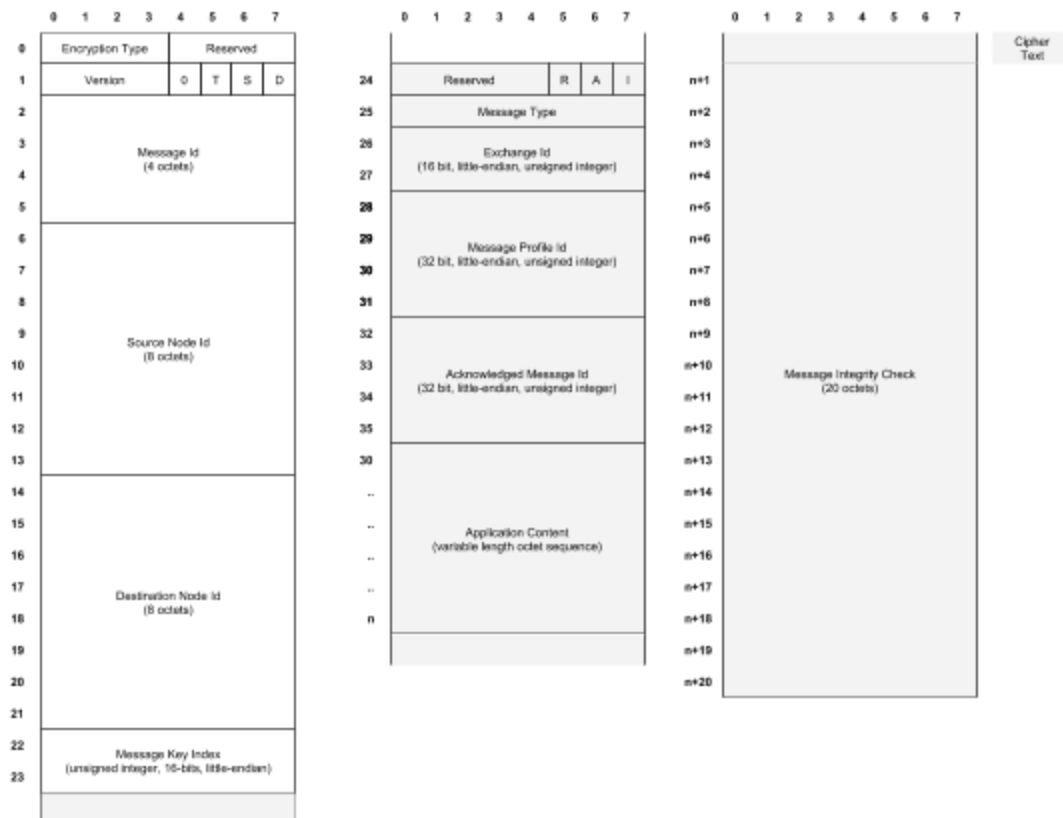 0 1 2 3 4 5 6 7
0 Encryption Type Reserved
1 Version 0 T S D
2
3
Message Id
(4 octets)
4
5
6
7
8
9
Source Node Id
(8 octets)
10
11
12
13
14
15
16
17
Destination Node Id
(8 octets)
18
19
20
21
22
Message Key Index
(unsigned integer, 16-bits, little-endian)
23
0 1 2 3 4 5 6 7
24 Reserved R A I
25 Message Type
26
Exchange Id
(16 bit, little-endian, unsigned integer)
27
28
29
Message Profile Id
(32 bit, little-endian, unsigned integer)
30
31
32
33
Acknowledged Message Id
(32 bit, little-endian, unsigned integer)
34
35
30
..
..
Application Content
(variable length octet sequence)
..
..
n
0 1 2 3 4 5 6 7
n+1
n+2
n+3
n+4
n+5
n+6
n+7
n+8
n+9
n+10
Message Integrity Check
(20 octets)
n+11
n+12
n+13
n+14
n+15
n+16
n+17
n+18
n+19
n+20
Cipher
Text